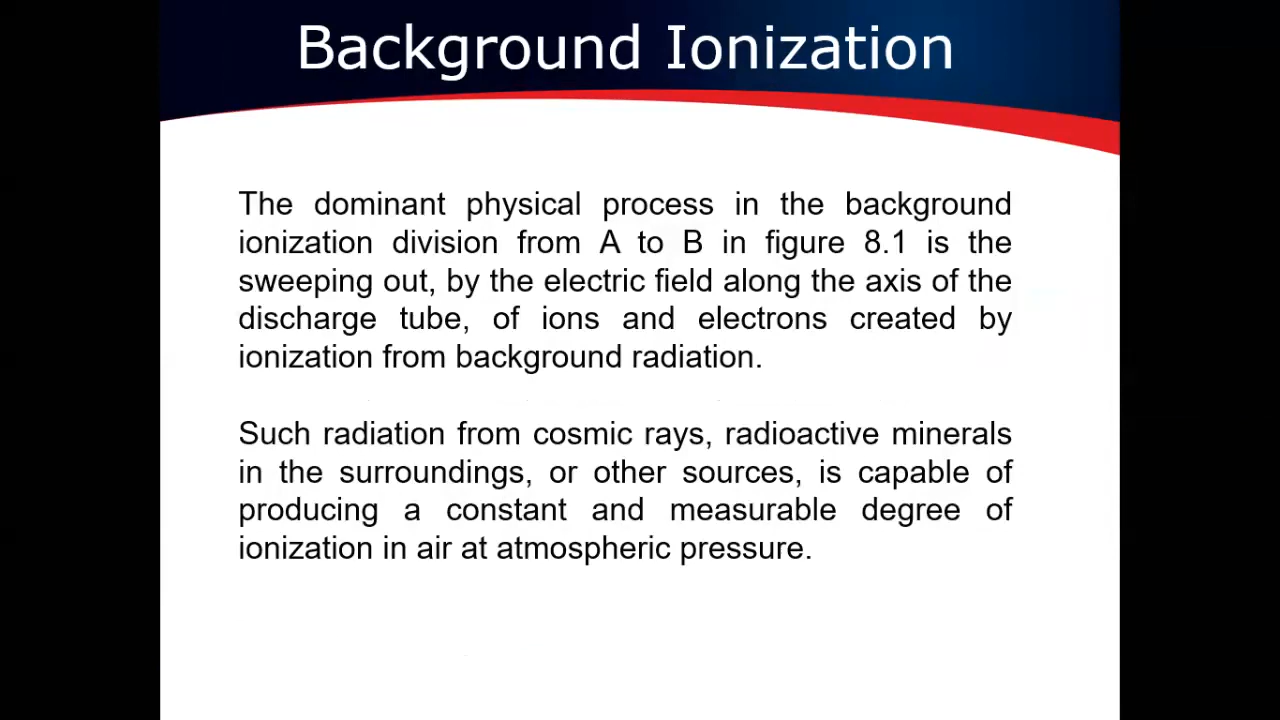 Background Ionization
The dominant physical process in the background
ionization division from A to B in figure 8.1 is the
sweeping out, by the electric field along the axis of the
discharge tube, of ions and electrons created by
ionization from background radiation.
Such radiation from cosmic rays, radioactive minerals
in the surroundings, or other sources, is capable of
producing a constant and measurable degree of
ionization in air at atmospheric pressure.